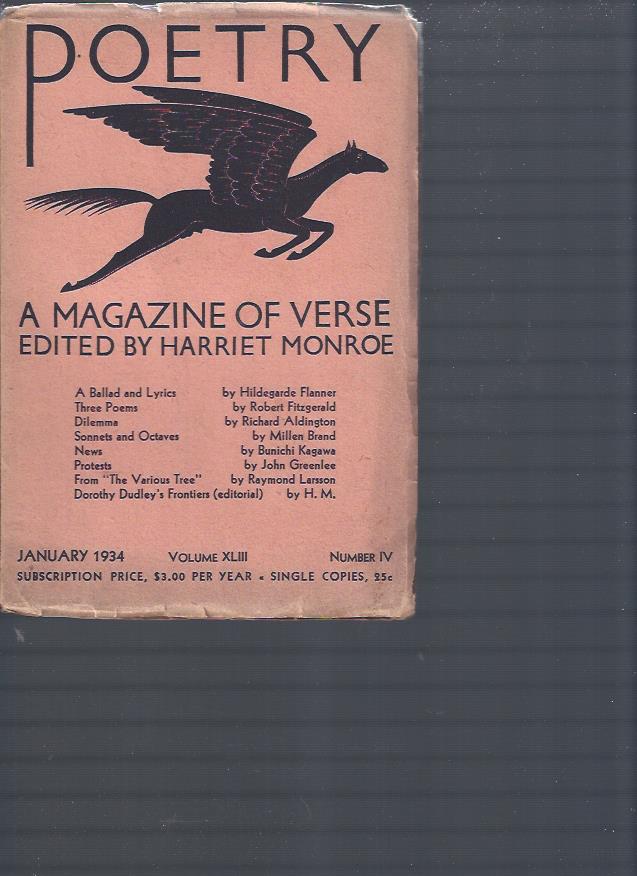 POETRY
A MAGAZINE OF VERSE
EDITED BY HARRIET MONROE
A Ballad and Lyrics by Hildegarde Flanner
Three Poems by Robert Fitzgerald
Dilemma by Richard Aldington
Sonnets and Octaves by Millen Brand
News by Bunichi Kagawa
Protests by John Greenlee
From "The Various Tree" by Raymond Larsson
Dorothy Dudley's Frontiers (editorial) by H. M.
JANUARY 1934 VOLUME XLIII NUMBER IV
SUBSCRIPTION PRICE, $3.00 PER YEAR « SINGLE COPIES, 25c